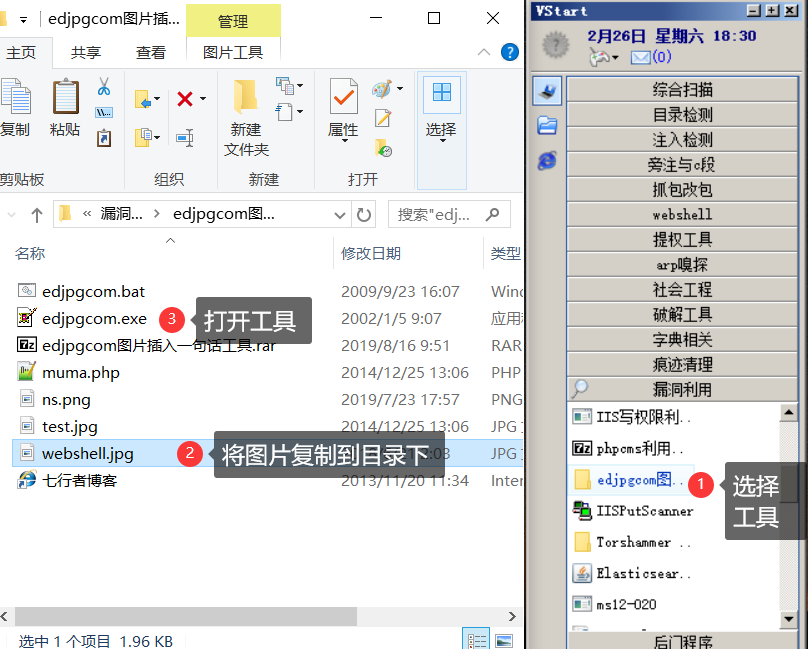 edjpgcom图片插...
管理
主页
共享
查看
图片工具
复制
粘贴
新建
文件夹
属性
选择
剪贴板
组织
新建
打开
« 漏洞... > edjpgcom图...
搜索"edj...
名称
修改日期
类型
edjpgcom.bat 2009/9/23 16:07 Winc
edjpgcom.exe 2002/1/5 9:07 应用
3 打开工具
edjpgcom图片插入一句话工具.rar 2019/8/16 9:51 RAR
muma.php 2014/12/25 13:06 PHP
ns.png 2019/7/23 17:57 PNG
test.jpg 2014/12/25 13:06 JPG
webshell.jpg :03 JPG
2 将图片复制到目录下
七行者博客 2013/11/20 11:34 Inter
选中 1 个项目 1.96 KB
VStart
2月26日 星期六 18:30
(0)
综合扫描
目录检测
注入检测
旁注与c段
抓包改包
webshell
提权工具
arp嗅探
社会工程
破解工具
字典相关
痕迹清理
漏洞利用
IIS写权限利..
phpcms利用..
edjpgcom图..
1 选择
工具
IISPutScanner
Torshammer ..
Elasticsear..
ms12-020
后门程序